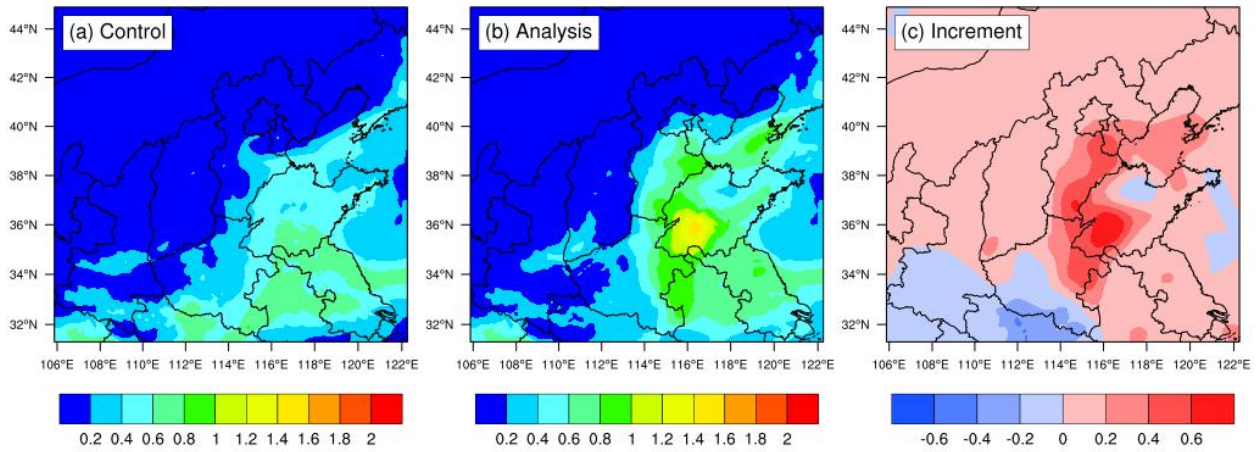 (a) Control
44°N
42°N
40°N
38°N
36°N
34°N
32°N
106°E 108°E 110°E 112°E 114°E 116°E 118°E 120°E 122°E
0.2 0.4 0.6 0.8 1 1.2 1.4 1.6 1.8 2
(b) Analysis
44°N
42°N
40°N
38°N
36°N
34°N
32°N
106°E 108°E 110°E 112°E 114°E 116°E 118°E 120°E 122°E
0.2 0.4 0.6 0.8 1 1.2 1.4 1.6 1.8 2
(c) Increment
44°N
42°N
40°N
38°N
36°N
34°N
32°N
106°E 108°E 110°E 112°E 114°E 116°E 118°E 120°E 122°E
-0.6 -0.4 -0.2 0 0.2 0.4 0.6